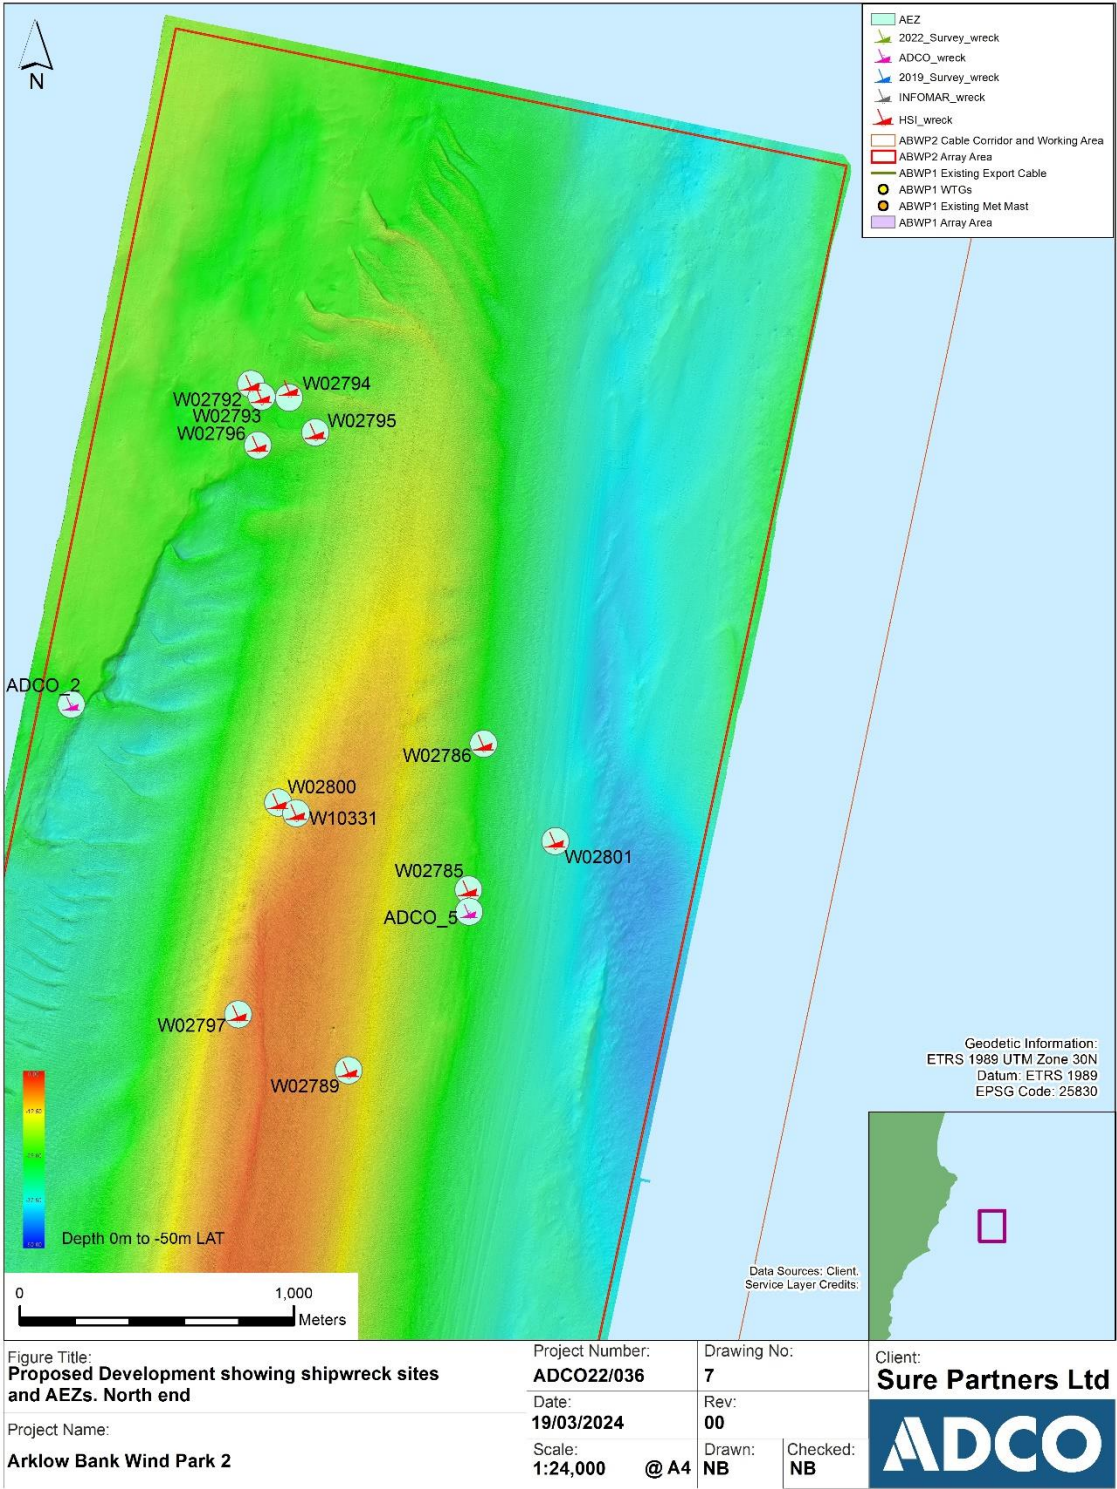 N
AEZ
2022_Survey_wreck
ADCO_wreck
2019_Survey_wreck
INFOMAR_wreck
HSI_wreck
ABWP2 Cable Corridor and Working Area
ABWP2 Array Area
ABWP1 Existing Export Cable
ABWP1 WTGs
ABWP1 Existing Met Mast
ABWP1 Array Area
W02794
W02792
W02793
W02795
W02796
ADCO_2
W02786
W02800
W10331
W02801
W02785
ADCO_5
W02797
W02789
Geodetic Information:
ETRS 1989 UTM Zone 30N
Datum: ETRS 1989
EPSG Code: 25830
Depth 0m to -50m LAT
0 1,000
Meters
Data Sources: Client.
Service Layer Credits:
Figure Title:
Proposed Development showing shipwreck sites
and AEZs. North end
Project Name:
Arklow Bank Wind Park 2
Project Number:
ADCO22/036
Drawing No:
7
Date:
19/03/2024
Rev:
00
Scale:
1:24,000 @ A4
Drawn:
NB
Checked:
NB
Client:
Sure Partners Ltd
ADCO